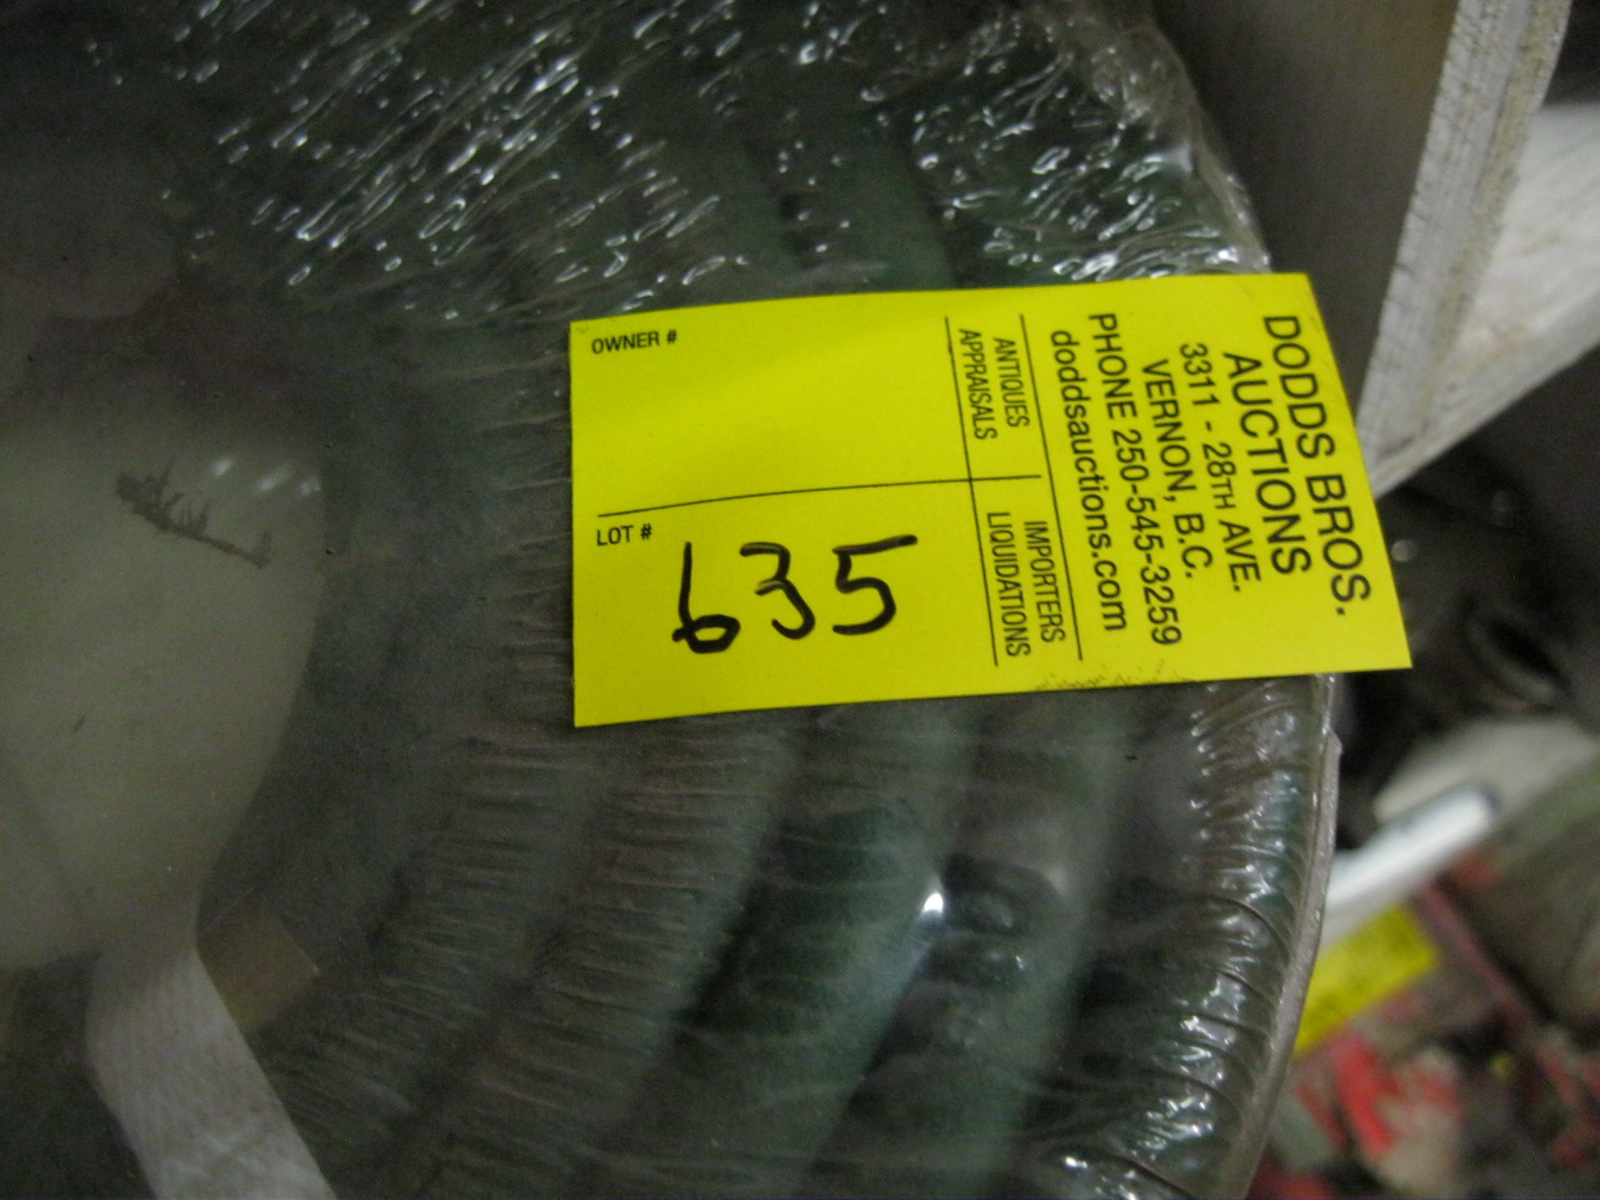 DODDS BROS.
AUCTIONS
3311 - 28TH AVE.
VERNON, B.C.
PHONE 250-545-3259
doddsauctions.com
ANTIQUES
APPRAISALS
IMPORTERS
LIQUIDATIONS
OWNER #
LOT #
635